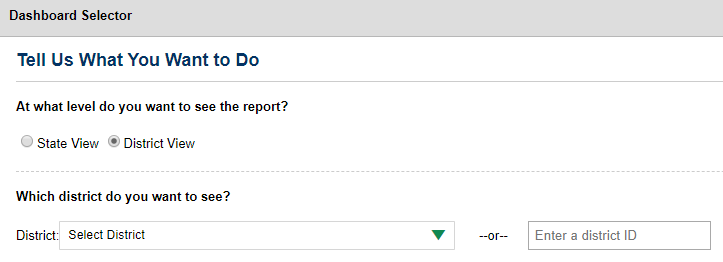 Dashboard Selector
Tell Us What You Want to Do
At what level do you want to see the report?
State View District View
Which district do you want to see?
District: Select District --or-- Enter a district ID